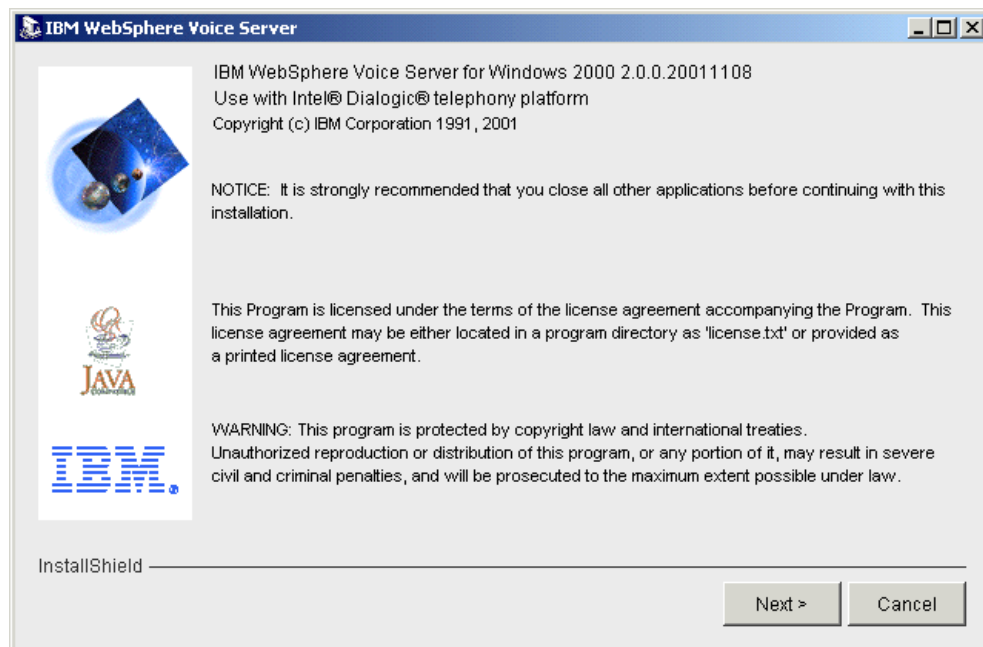 IBM WebSphere Voice Server
IBM WebSphere Voice Server for Windows 2000 2.0.0.20011108
Use with Intel® Dialogic® telephony platform
Copyright (c) IBM Corporation 1991, 2001
NOTICE:  It is strongly recommended that you close all other applications before continuing with this
installation.
This Program is licensed under the terms of the license agreement accompanying the Program.  This
license agreement may be either located in a program directory as 'license.txt' or provided as
a printed license agreement.
JAVA
COMPATIBLE
WARNING: This program is protected by copyright law and international treaties.
Unauthorized reproduction or distribution of this program, or any portion of it, may result in severe
civil and criminal penalties, and will be prosecuted to the maximum extent possible under law.
IBM
InstallShield
Next >
Cancel